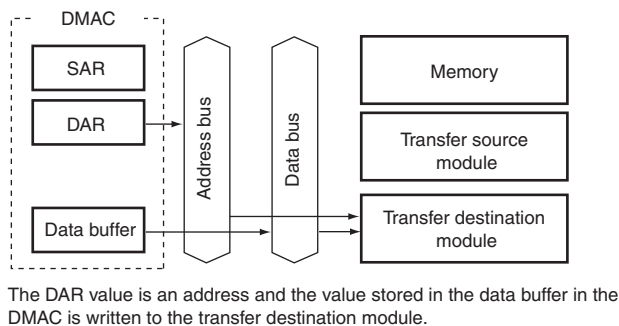 DMAC
SAR
DAR
Data buffer
Address bus
Data bus
Memory
Transfer source
module
Transfer destination
module
The DAR value is an address and the value stored in the data buffer in the
DMAC is written to the transfer destination module.